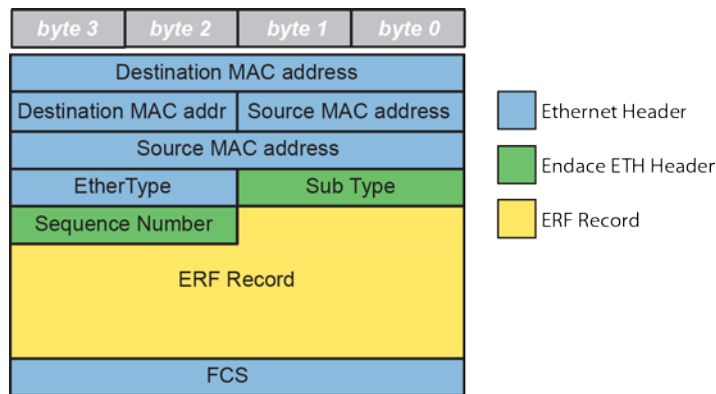 byte 3 byte 2 byte 1 byte 0
Destination MAC address
Destination MAC addr Source MAC address
Source MAC address
EtherType Sub Type
Sequence Number
ERF Record
FCS
Ethernet Header
Endace ETH Header
ERF Record